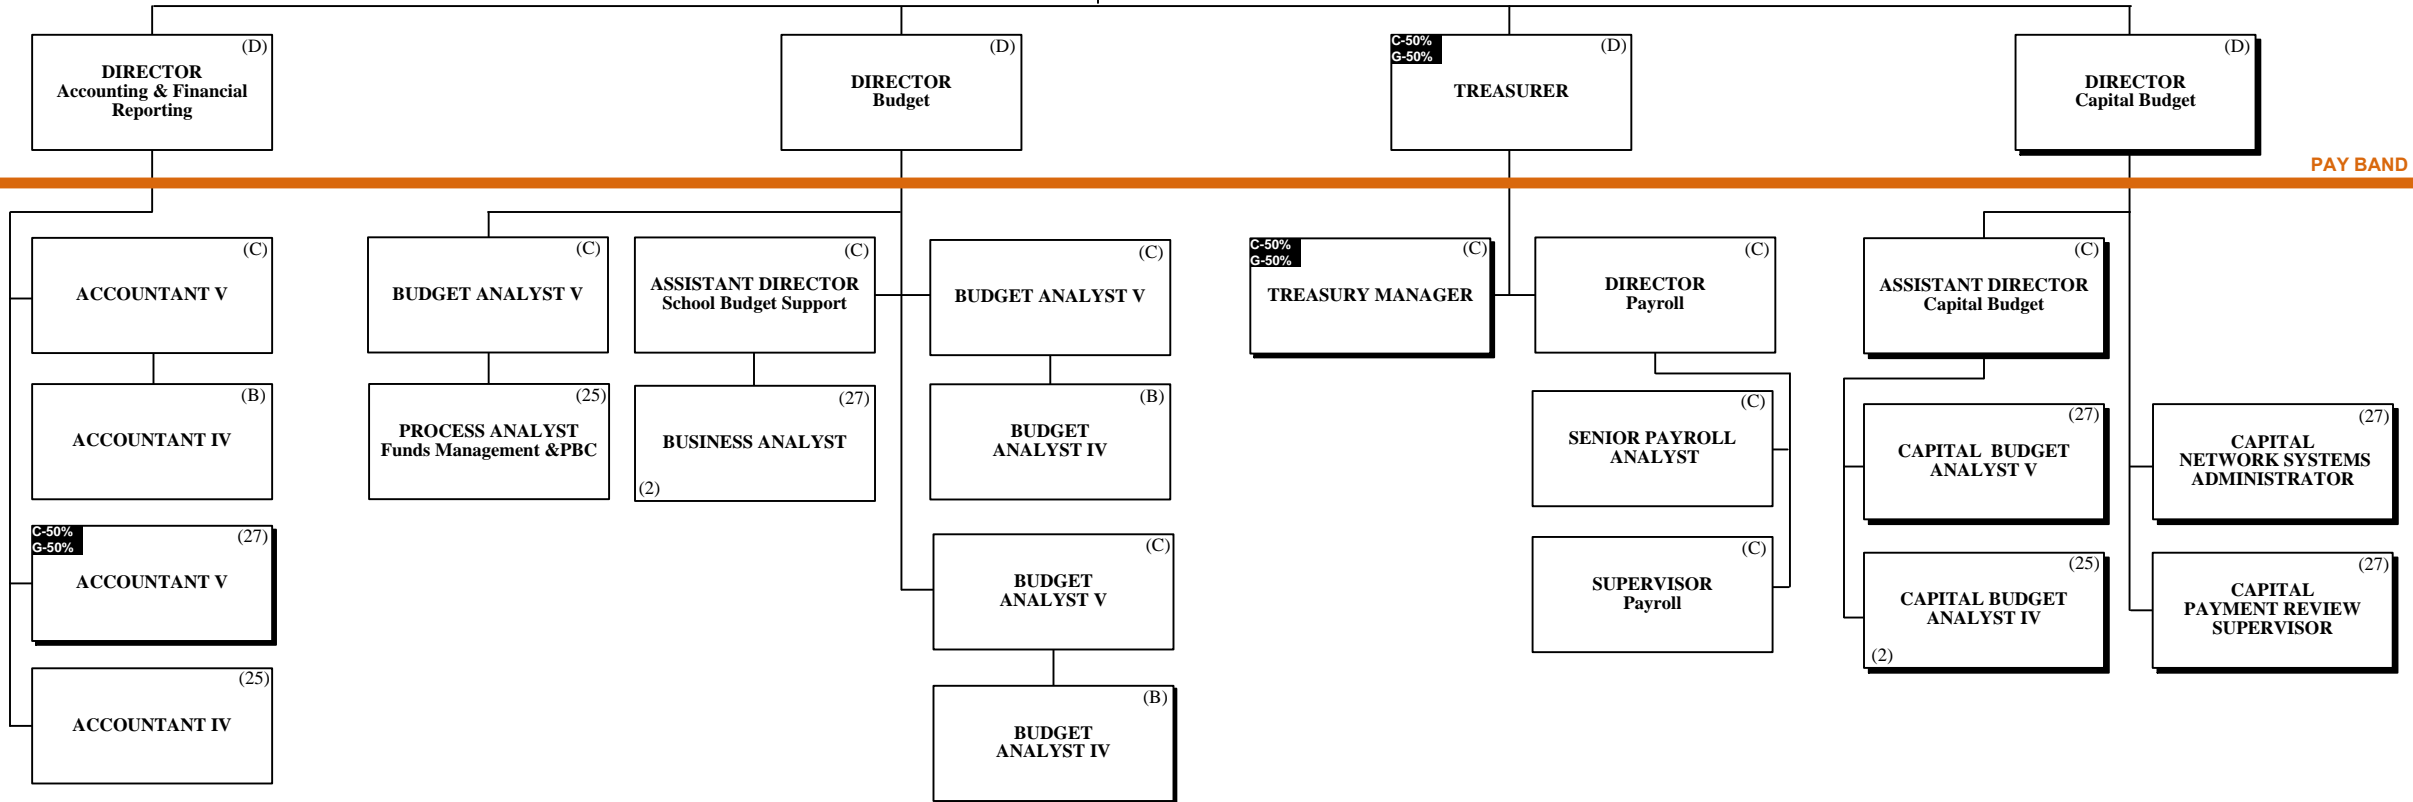 (D)
DIRECTOR
Accounting & Financial
Reporting
(D)
DIRECTOR
Budget
C-50%
G-50%
(D)
TREASURER
(D)
DIRECTOR
Capital Budget
PAY BAND
(C)
ACCOUNTANT V
(C)
BUDGET ANALYST V
(C)
ASSISTANT DIRECTOR
School Budget Support
(C)
BUDGET ANALYST V
C-50%
G-50%
(C)
TREASURY MANAGER
(C)
DIRECTOR
Payroll
(C)
ASSISTANT DIRECTOR
Capital Budget
(B)
ACCOUNTANT IV
(25)
PROCESS ANALYST
Funds Management &PBC
(27)
BUSINESS ANALYST
(2)
(B)
BUDGET
ANALYST IV
(C)
SENIOR PAYROLL
ANALYST
(27)
CAPITAL  BUDGET
ANALYST V
(27)
CAPITAL
NETWORK SYSTEMS
ADMINISTRATOR
C-50%
G-50%
(27)
ACCOUNTANT V
(C)
BUDGET
ANALYST V
(C)
SUPERVISOR
Payroll
(25)
CAPITAL BUDGET
ANALYST IV
(2)
(27)
CAPITAL
PAYMENT REVIEW
SUPERVISOR
(25)
ACCOUNTANT IV
(B)
BUDGET
ANALYST IV